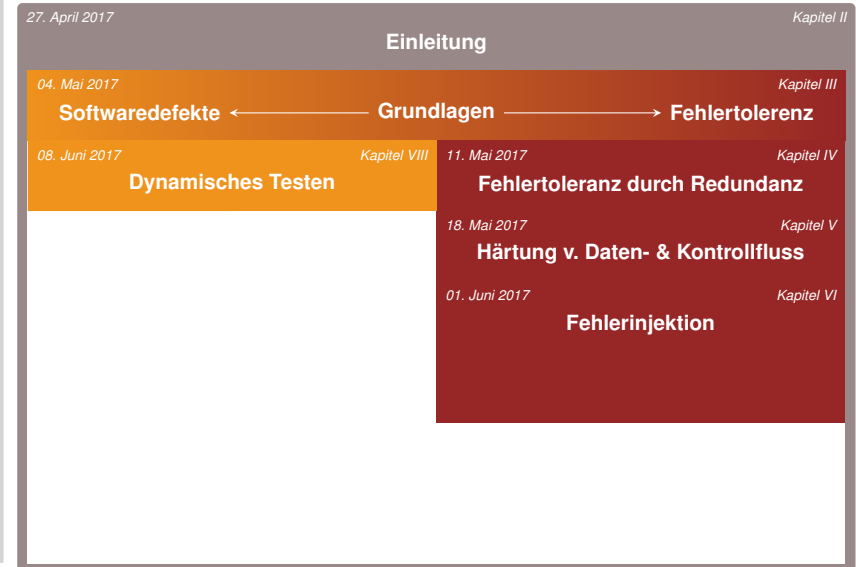 27. April 2017 Kapitel II
Einleitung
04. Mai 2017 Kapitel III
Softwaredefekte Grundlagen Fehlertolerenz
08. Juni 2017 Kapitel VIII
Dynamisches Testen
11. Mai 2017 Kapitel IV
Fehlertoleranz durch Redundanz
18. Mai 2017 Kapitel V
Härtung v. Daten- & Kontrollfluss
01. Juni 2017 Kapitel VI
Fehlerinjektion